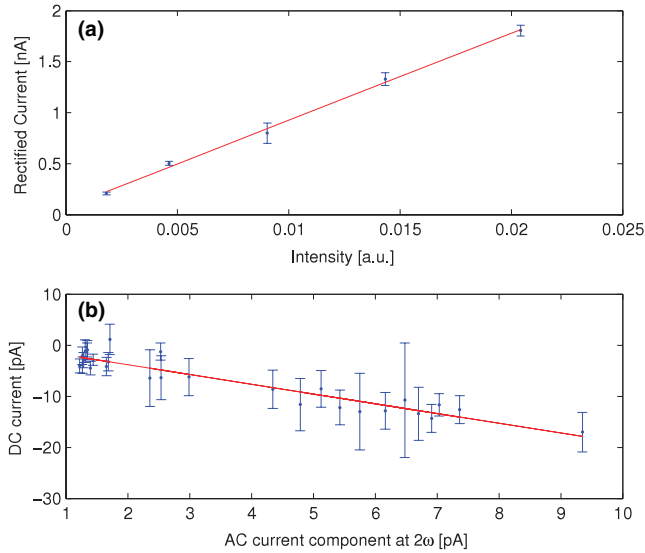 (a)
Rectified Current [nA]
2
1.5
1
0.5
0
0 0.005 0.01 0.015 0.02 0.025
Intensity [a.u.]
(b)
DC current [pA]
10
0
−10
−20
−30
1 2 3 4 5 6 7 8 9 10
AC current component at 2ω [pA]